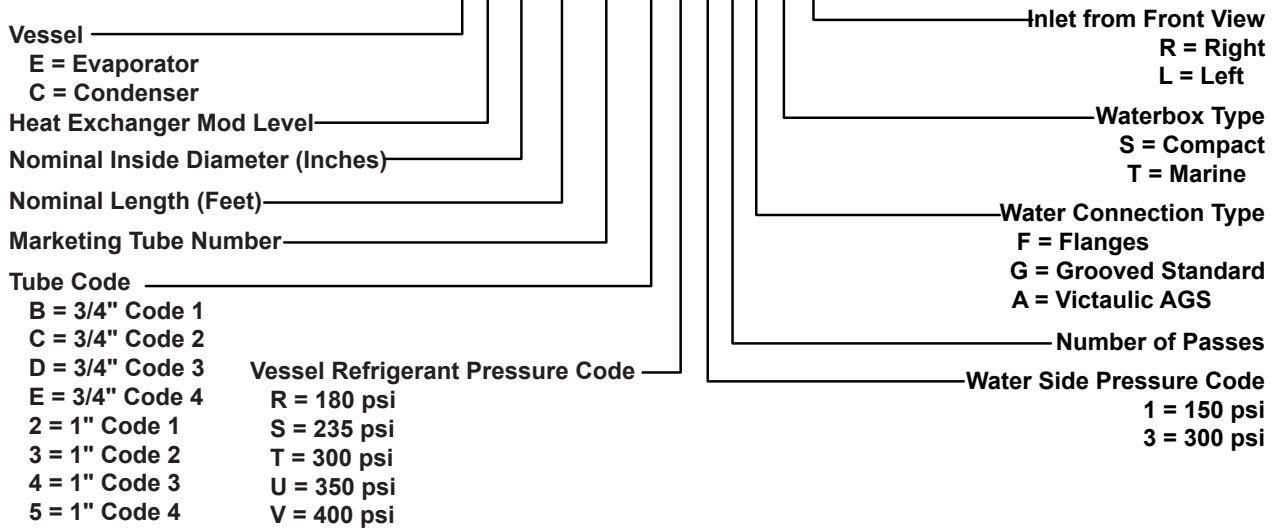 Vessel
E = Evaporator
C = Condenser
Heat Exchanger Mod Level
Nominal Inside Diameter (Inches)
Nominal Length (Feet)
Marketing Tube Number
Tube Code
B = 3/4" Code 1
C = 3/4" Code 2
D = 3/4" Code 3
E = 3/4" Code 4
2 = 1" Code 1
3 = 1" Code 2
4 = 1" Code 3
5 = 1" Code 4
Vessel Refrigerant Pressure Code
R = 180 psi
S = 235 psi
T = 300 psi
U = 350 psi
V = 400 psi
Inlet from Front View
R = Right
L = Left
Waterbox Type
S = Compact
T = Marine
Water Connection Type
F = Flanges
G = Grooved Standard
A = Victaulic AGS
Number of Passes
Water Side Pressure Code
1 = 150 psi
3 = 300 psi